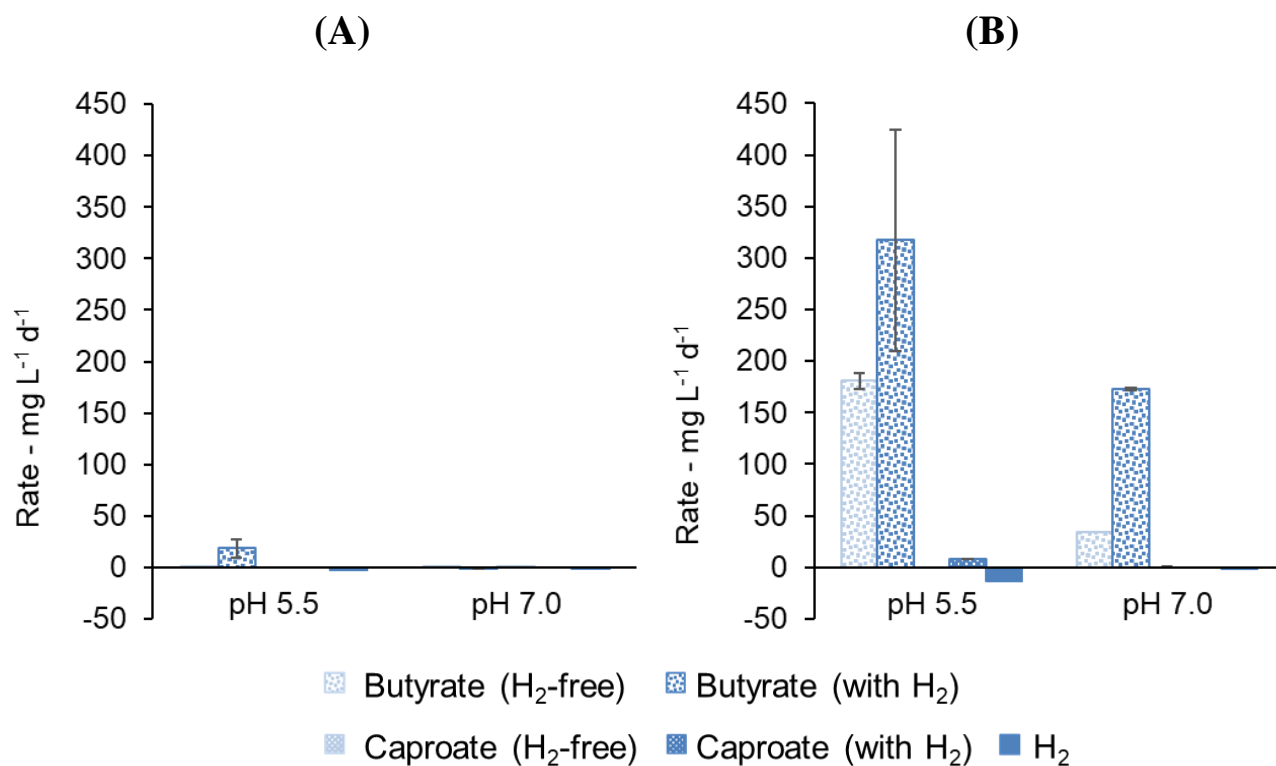 (A)
450
400
350
300
250
200
150
100
50
0
-50
Rate - mg L⁻¹ d⁻¹
pH 5.5 pH 7.0
(B)
450
400
350
300
250
200
150
100
50
0
-50
Rate - mg L⁻¹ d⁻¹
pH 5.5 pH 7.0
Butyrate (H₂-free) Butyrate (with H₂)
Caproate (H₂-free) Caproate (with H₂) H₂